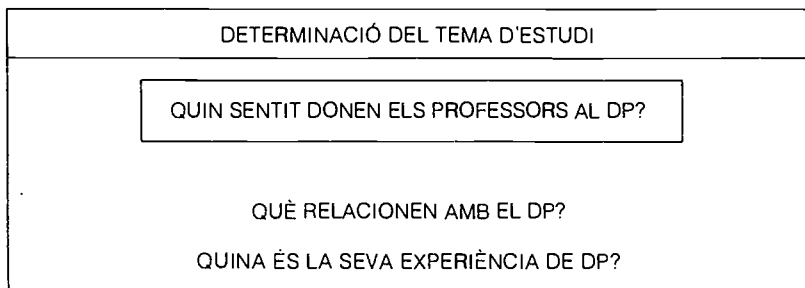 DETERMINACIÓ DEL TEMA D'ESTUDI
QUIN SENTIT DONEN ELS PROFESSORS AL DP?
QUÈ RELACIONEN AMB EL DP?
QUINA ÉS LA SEVA EXPERIÈNCIA DE DP?